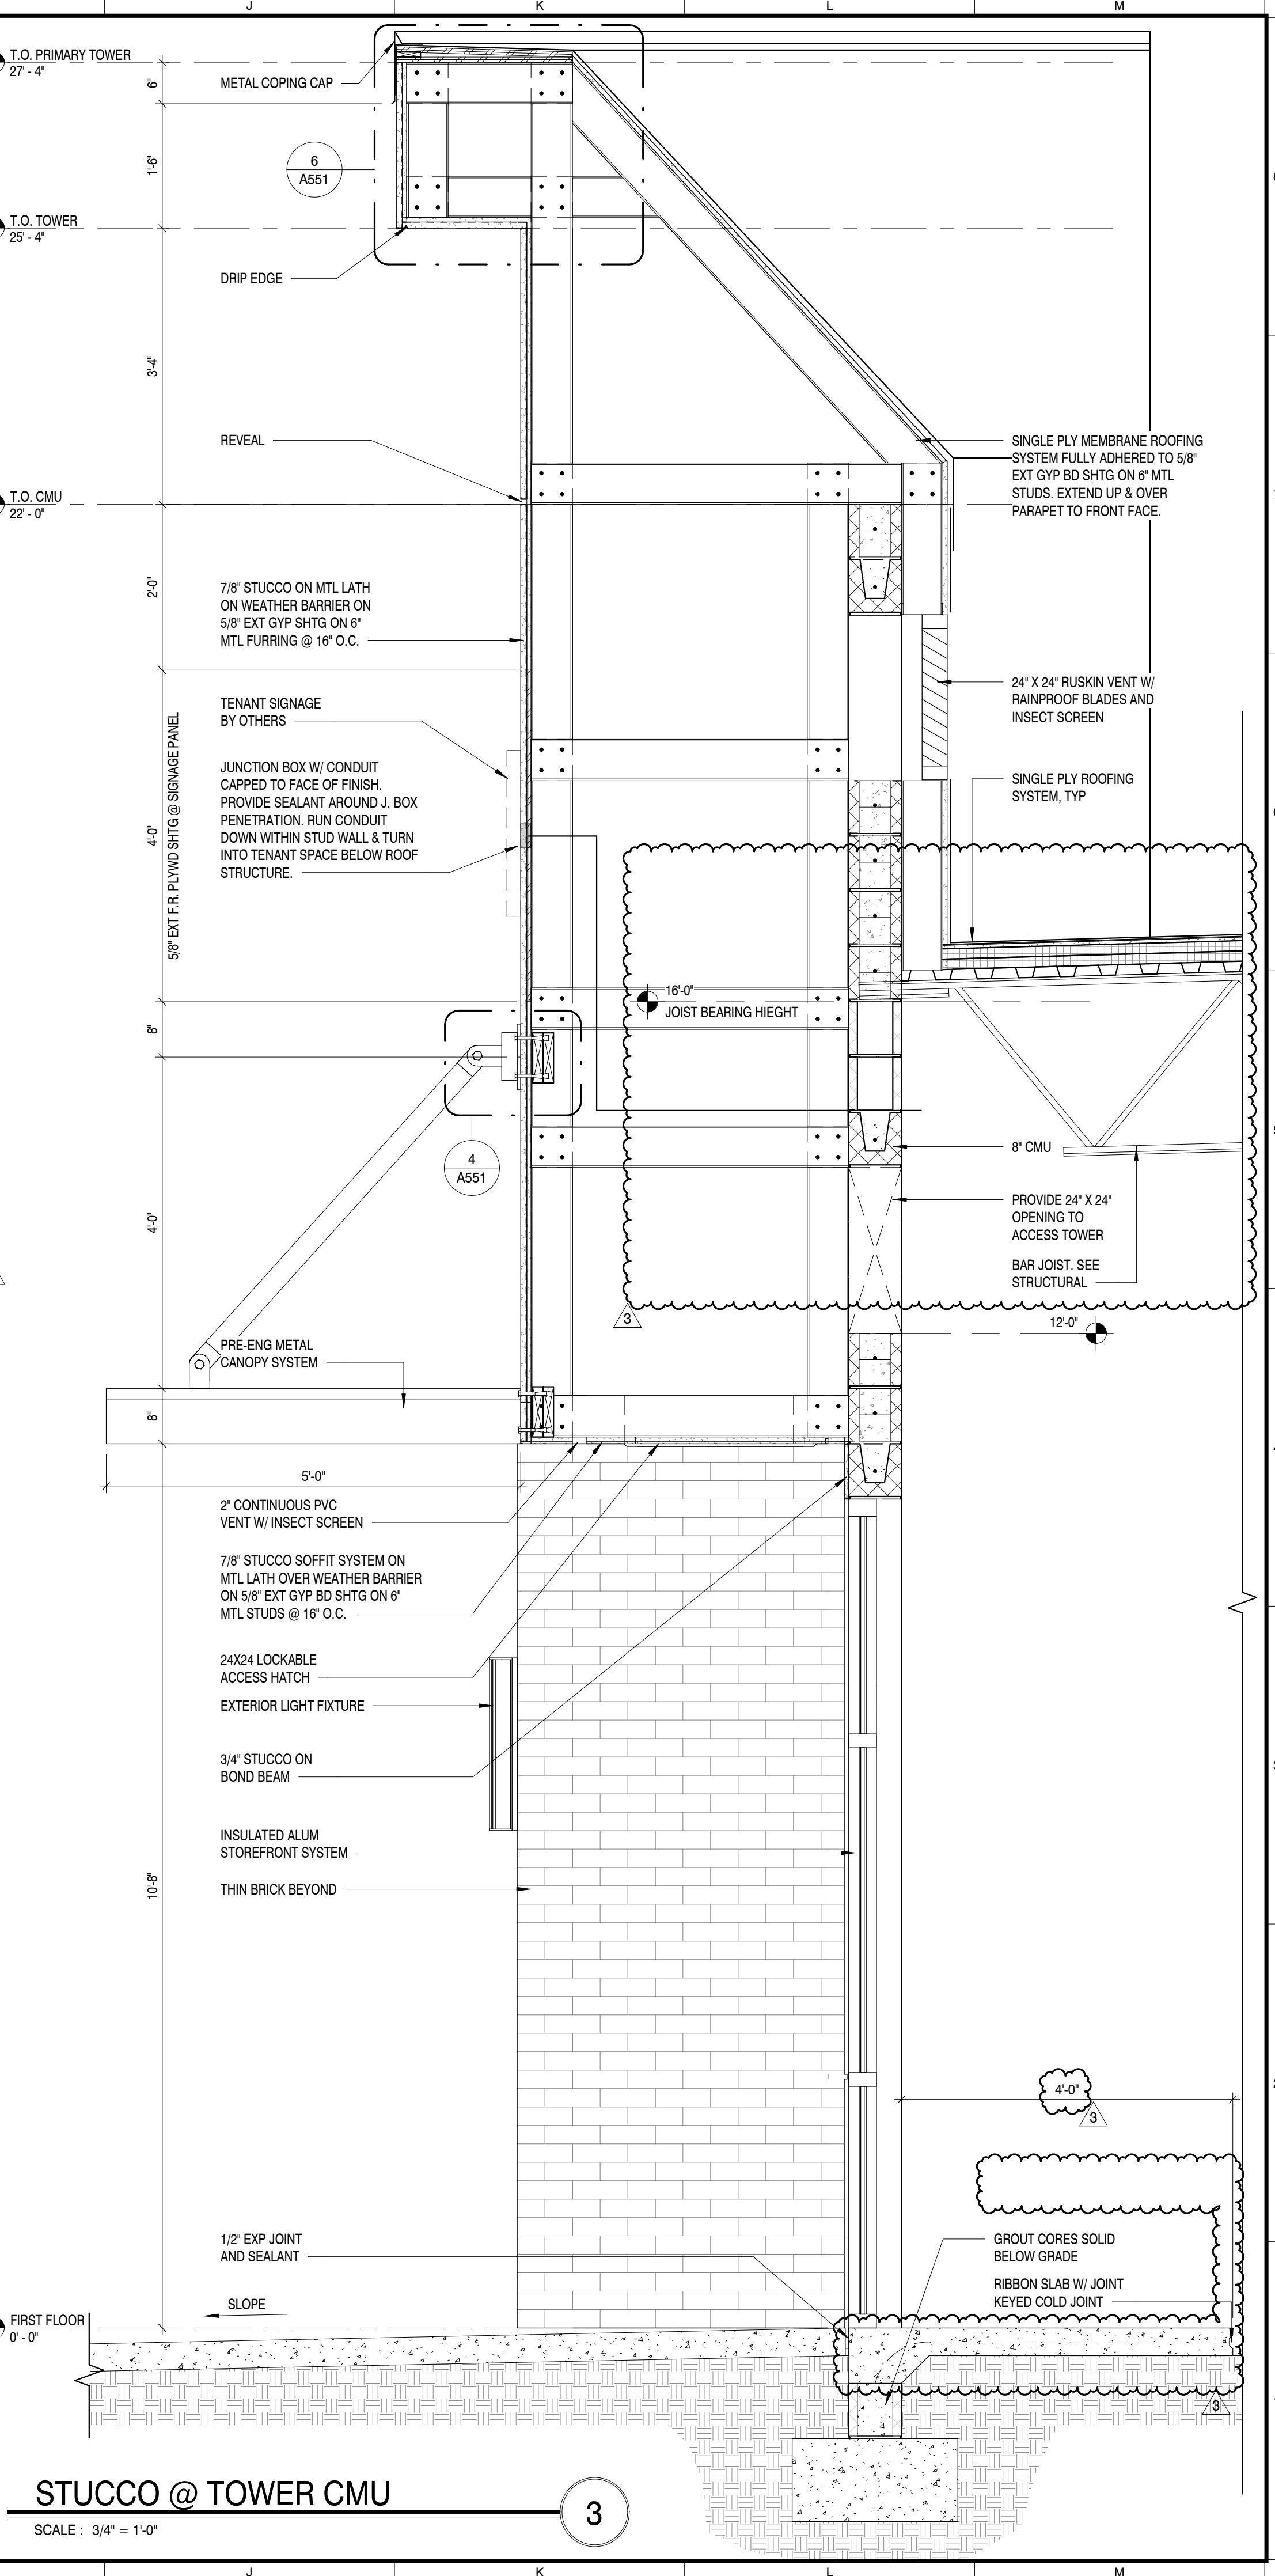 J
K
L
M
T.O. PRIMARY TOWER
27' - 4"
METAL COPING CAP
6"
6
A551
1'-6"
T.O. TOWER
25' - 4"
DRIP EDGE
3'-4"
REVEAL
SINGLE PLY MEMBRANE ROOFING
SYSTEM FULLY ADHERED TO 5/8"
EXT GYP BD SHTG ON 6" MTL
STUDS. EXTEND UP & OVER
PARAPET TO FRONT FACE.
T.O. CMU
22' - 0"
2'-0"
7/8" STUCCO ON MTL LATH
ON WEATHER BARRIER ON
5/8" EXT GYP SHTG ON 6"
MTL FURRING @ 16" O.C.
24" X 24" RUSKIN VENT W/
RAINPROOF BLADES AND
INSECT SCREEN
TENANT SIGNAGE
BY OTHERS
5/8" EXT F.R. PLYWD SHTG @ SIGNAGE PANEL
4'-0"
JUNCTION BOX W/ CONDUIT
CAPPED TO FACE OF FINISH.
PROVIDE SEALANT AROUND J. BOX
PENETRATION. RUN CONDUIT
DOWN WITHIN STUD WALL & TURN
INTO TENANT SPACE BELOW ROOF
STRUCTURE.
SINGLE PLY ROOFING
SYSTEM, TYP
16'-0"
JOIST BEARING HIEGHT
8"
4
A551
8" CMU
PROVIDE 24" X 24"
OPENING TO
ACCESS TOWER
4'-0"
BAR JOIST. SEE
STRUCTURAL
3
12'-0"
PRE-ENG METAL
CANOPY SYSTEM
8"
5'-0"
2" CONTINUOUS PVC
VENT W/ INSECT SCREEN
7/8" STUCCO SOFFIT SYSTEM ON
MTL LATH OVER WEATHER BARRIER
ON 5/8" EXT GYP BD SHTG ON 6"
MTL STUDS @ 16" O.C.
24X24 LOCKABLE
ACCESS HATCH
EXTERIOR LIGHT FIXTURE
3/4" STUCCO ON
BOND BEAM
INSULATED ALUM
STOREFRONT SYSTEM
THIN BRICK BEYOND
10'-8"
4'-0"
3
1/2" EXP JOINT
AND SEALANT
GROUT CORES SOLID
BELOW GRADE
RIBBON SLAB W/ JOINT
KEYED COLD JOINT
SLOPE
FIRST FLOOR
0' - 0"
3
STUCCO @ TOWER CMU
3
SCALE : 3/4" = 1'-0"
J
K
L
M